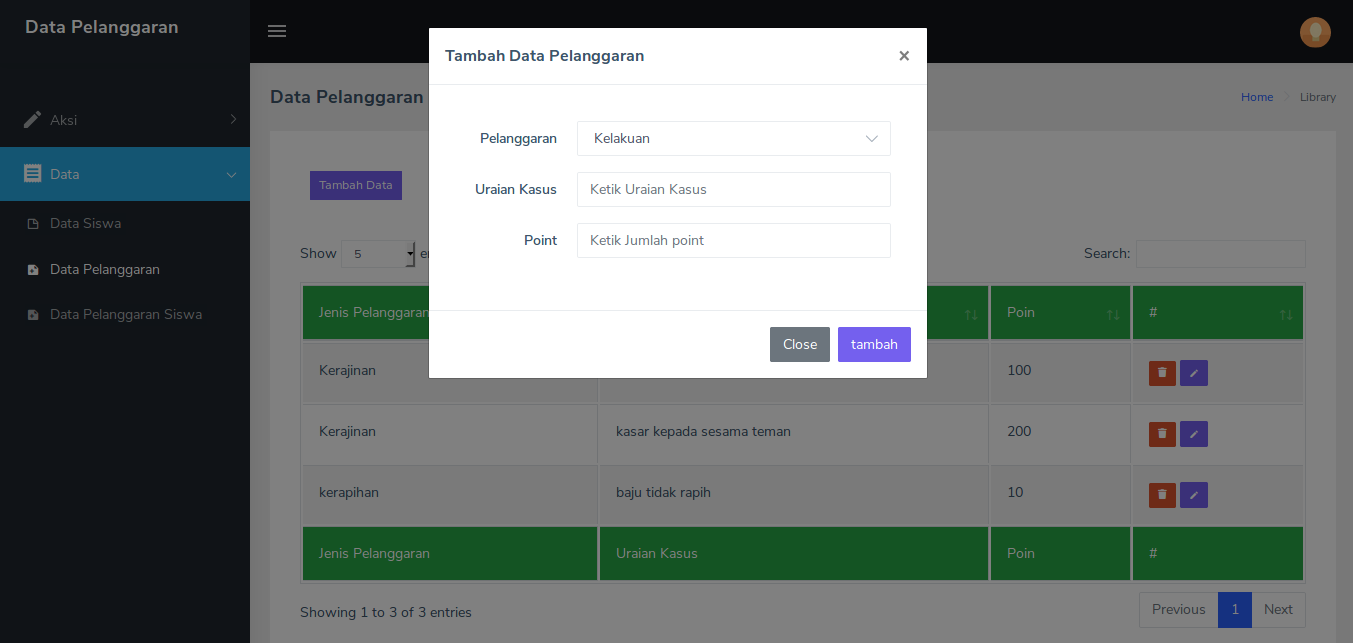 Data Pelanggaran
Aksi
Data
Data Siswa
Data Pelanggaran
Data Pelanggaran Siswa
Data Pelanggaran
Home
Library
Tambah Data Pelanggaran
×
Pelanggaran
Kelakuan
Uraian Kasus
Ketik Uraian Kasus
Point
Ketik Jumlah point
Close
tambah
Tambah Data
Show 5
Search:
Jenis Pelanggaran Poin #
Kerajinan 100
Kerajinan kasar kepada sesama teman 200
kerapihan baju tidak rapih 10
Jenis Pelanggaran Uraian Kasus Poin #
Showing 1 to 3 of 3 entries
Previous 1 Next